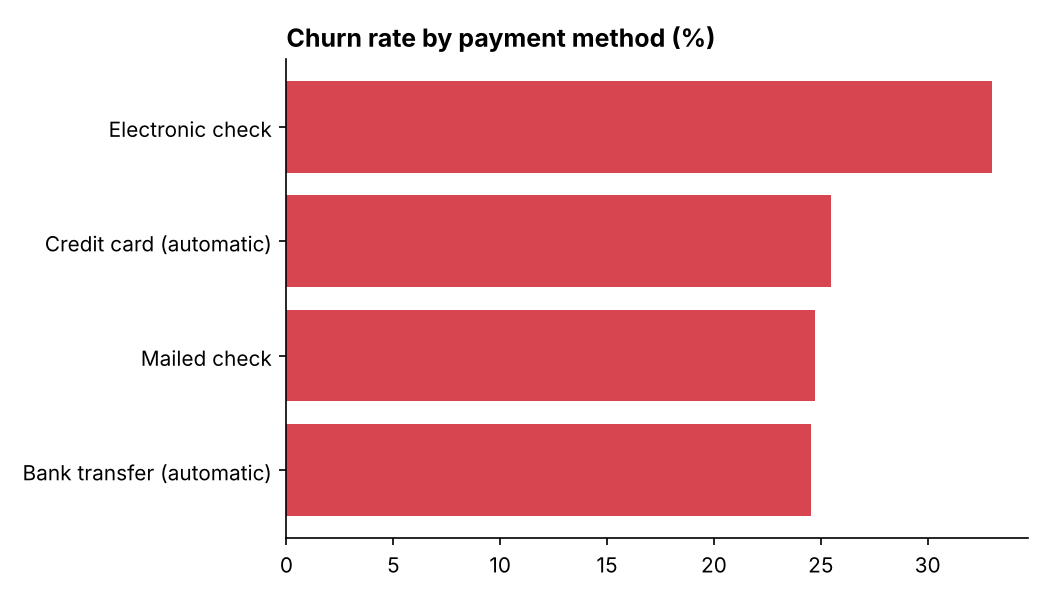 Churn rate by payment method (%)
Electronic check
Credit card (automatic)
Mailed check
Bank transfer (automatic)
0 5 10 15 20 25 30